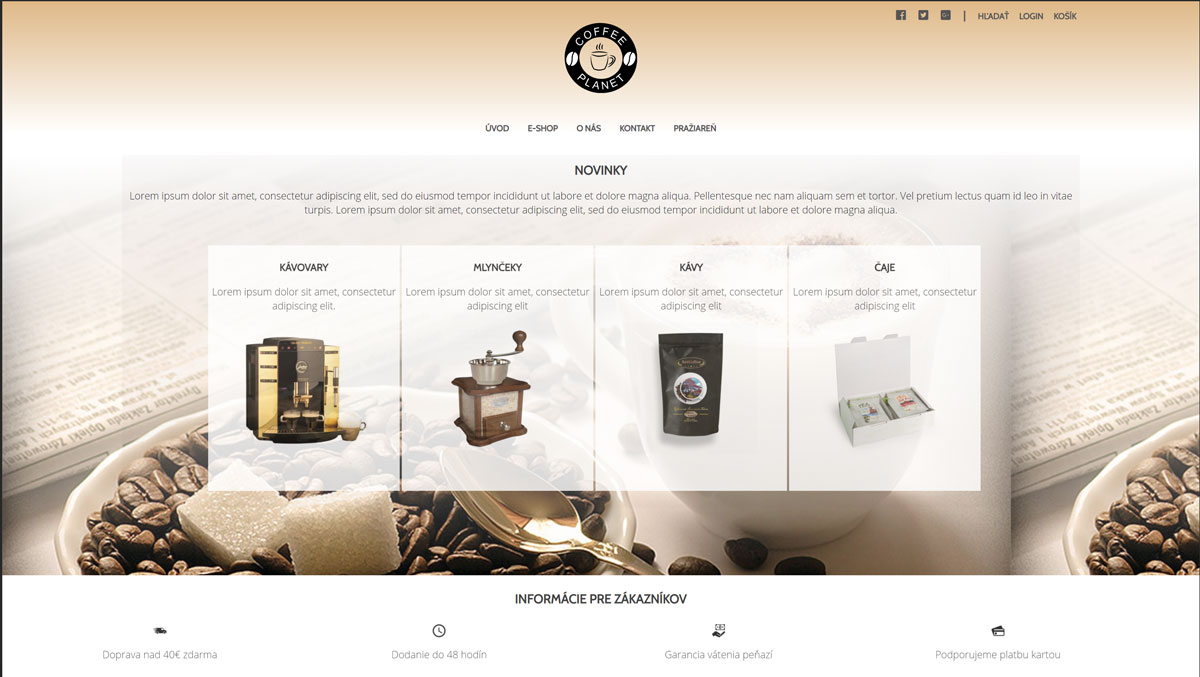 HĽADAŤ LOGIN KOŠÍK
COFFEE
PLANET
ÚVOD E-SHOP O NÁS KONTAKT PRAŽIAREŇ
NOVINKY
Lorem ipsum dolor sit amet, consectetur adipiscing elit, sed do eiusmod tempor incididunt ut labore et dolore magna aliqua. Pellentesque nec nam aliquam sem et tortor. Vel pretium lectus quam id leo in vitae
turpis. Lorem ipsum dolor sit amet, consectetur adipiscing elit, sed do eiusmod tempor incididunt ut labore et dolore magna aliqua.
KÁVOVARY
Lorem ipsum dolor sit amet, consectetur
adipiscing elit.
MLYNČEKY
Lorem ipsum dolor sit amet, consectetur
adipiscing elit
KÁVY
Lorem ipsum dolor sit amet, consectetur
adipiscing elit
ČAJE
Lorem ipsum dolor sit amet, consectetur
adipiscing elit
INFORMÁCIE PRE ZÁKAZNÍKOV
Doprava nad 40€ zdarma
Dodanie do 48 hodín
Garancia vátenia peňazí
Podporujeme platbu kartou